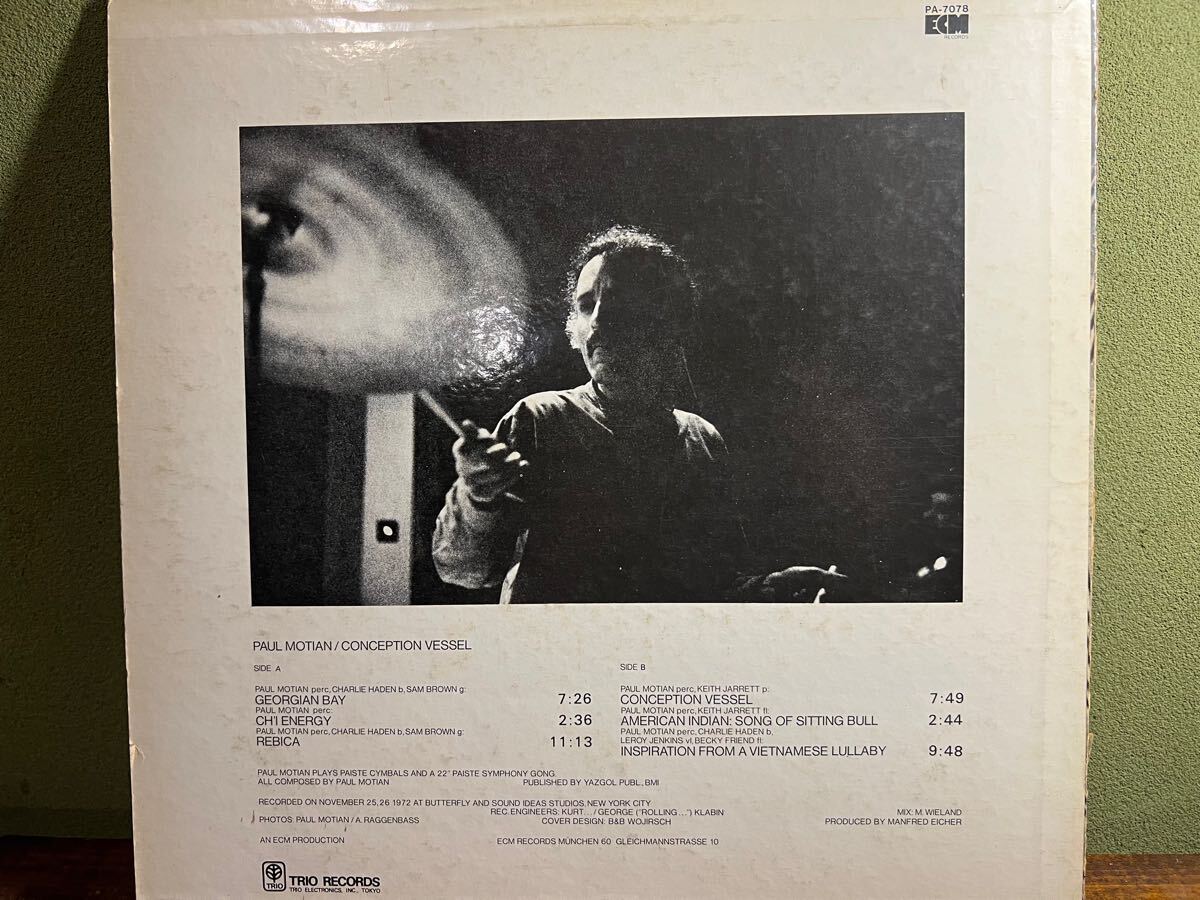 PA-7078
ECM
RECORDS
PAUL MOTIAN / CONCEPTION VESSEL
SIDE A
PAUL MOTIAN perc, CHARLIE HADEN b, SAM BROWN g:
GEORGIAN BAY 7:26
PAUL MOTIAN perc:
CH'I ENERGY 2:36
PAUL MOTIAN perc, CHARLIE HADEN b, SAM BROWN g:
REBICA 11:13
SIDE B
PAUL MOTIAN perc, KEITH JARRETT p:
CONCEPTION VESSEL 7:49
PAUL MOTIAN perc, KEITH JARRETT fl:
AMERICAN INDIAN: SONG OF SITTING BULL 2:44
PAUL MOTIAN perc, CHARLIE HADEN b,
LEROY JENKINS vl, BECKY FRIEND fl:
INSPIRATION FROM A VIETNAMESE LULLABY 9:48
PAUL MOTIAN PLAYS PAISTE CYMBALS AND A 22" PAISTE SYMPHONY GONG.
ALL COMPOSED BY PAUL MOTIAN PUBLISHED BY YAZGOL PUBL., BMI
RECORDED ON NOVEMBER 25, 26 1972 AT BUTTERFLY AND SOUND IDEAS STUDIOS, NEW YORK CITY
REC. ENGINEERS: KURT... / GEORGE ("ROLLING...") KLABIN MIX: M. WIELAND
PHOTOS: PAUL MOTIAN / A. RAGGENBASS COVER DESIGN: B&B WOJIRSCH PRODUCED BY MANFRED EICHER
AN ECM PRODUCTION ECM RECORDS MÜNCHEN 60 GLEICHMANNSTRASSE 10
TRIO
TRIO RECORDS
TRIO ELECTRONICS, INC., TOKYO